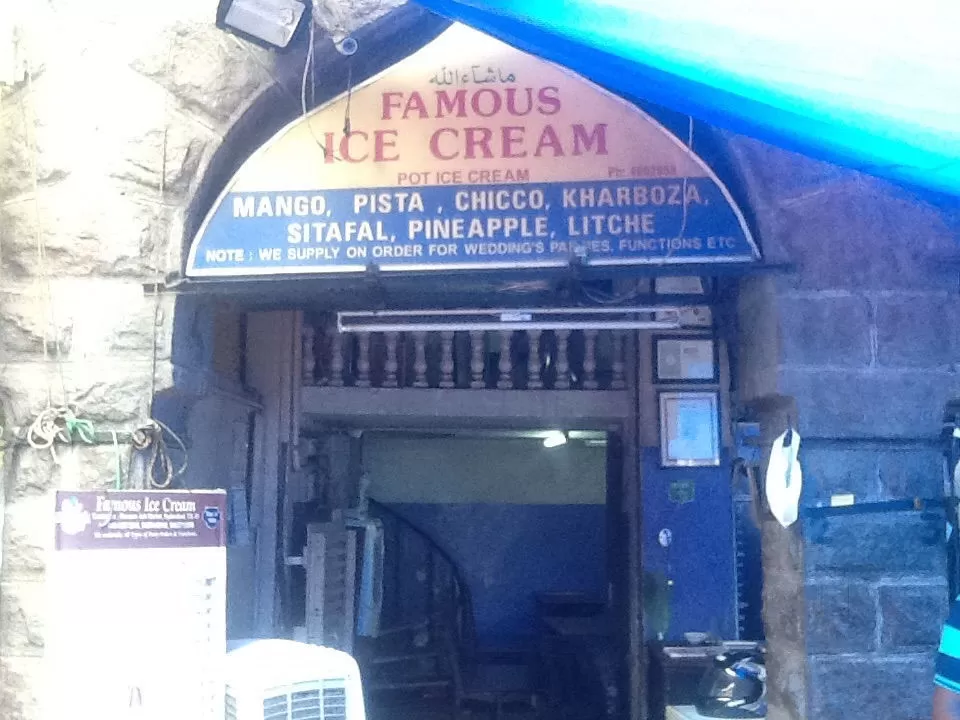 ماشاءالله
FAMOUS
ICE CREAM
POT ICE CREAM
MANGO, PISTA , CHICCO, KHARBOZA,
SITAFAL, PINEAPPLE, LITCHE
NOTE : WE SUPPLY ON ORDER FOR WEDDING'S FUNCTIONS ETC
Famous Ice Cream